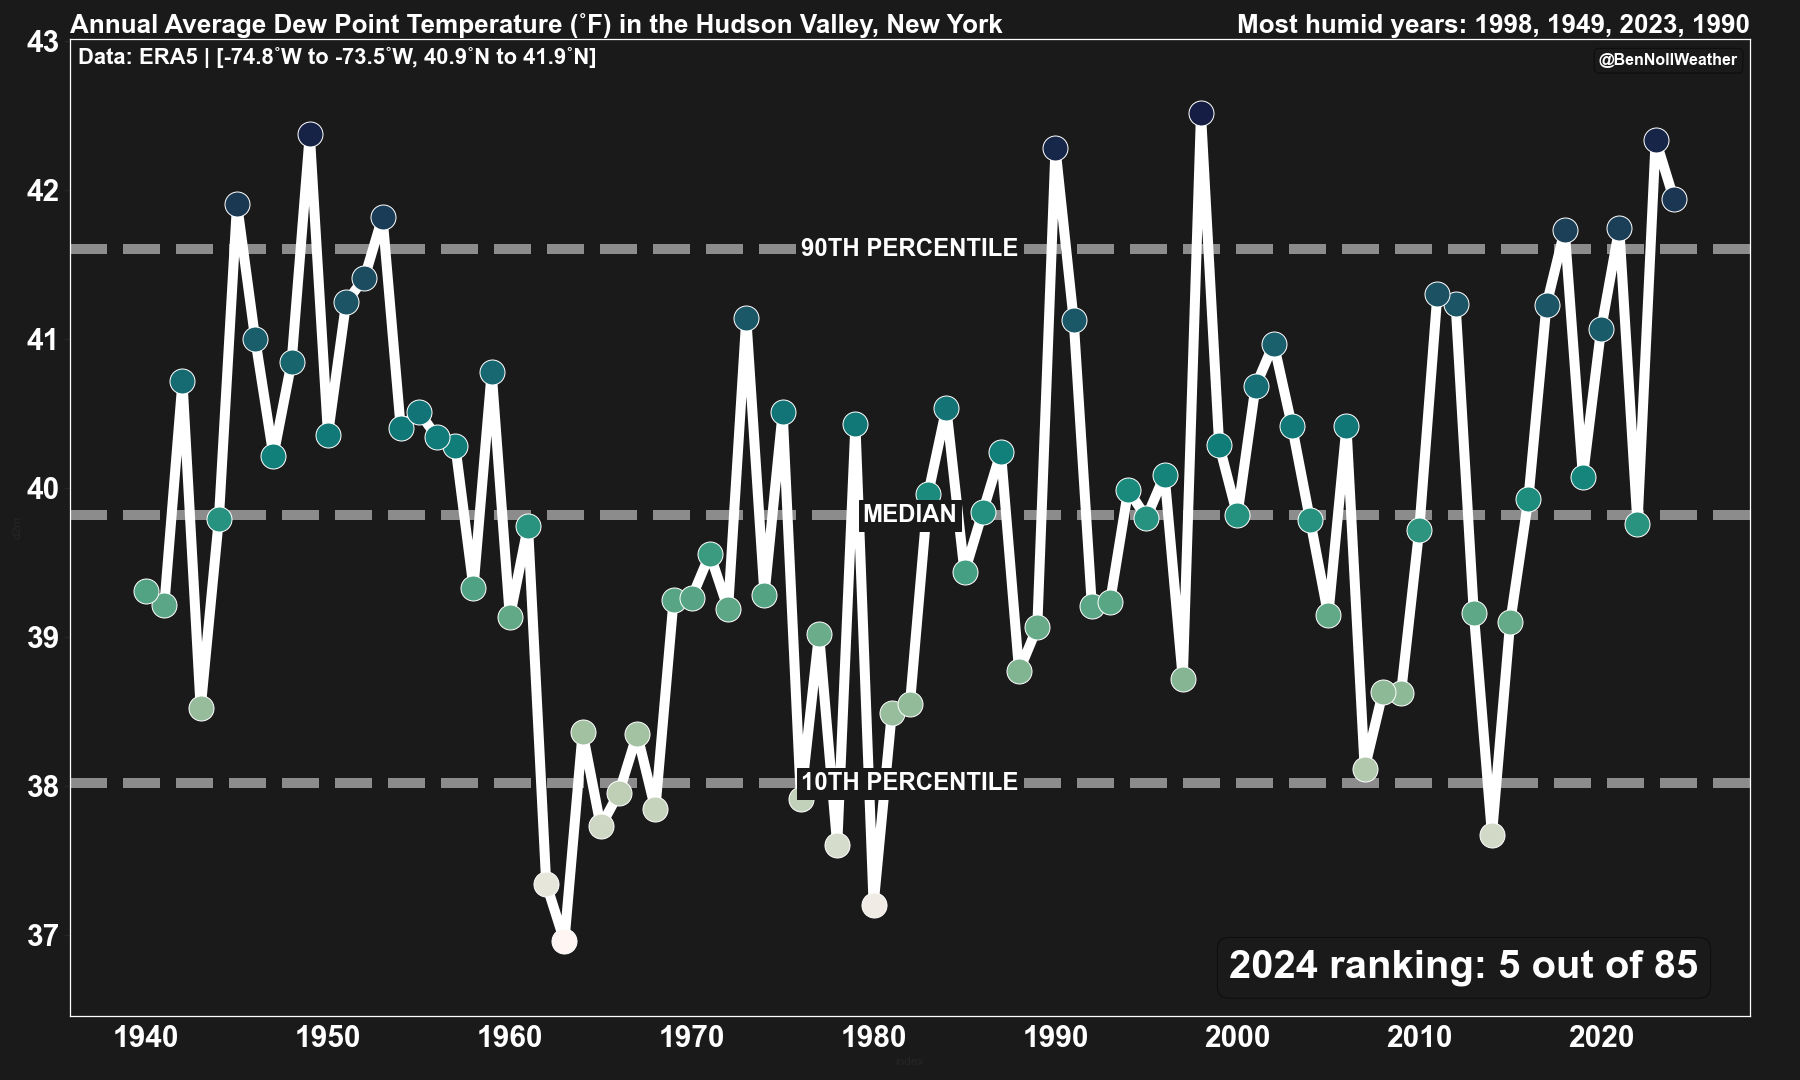 Annual Average Dew Point Temperature (˚F) in the Hudson Valley, New York
Most humid years: 1998, 1949, 2023, 1990
Data: ERA5 | [-74.8˚W to -73.5˚W, 40.9˚N to 41.9˚N]
@BenNollWeather
43
42
41
40
39
38
37
90TH PERCENTILE
MEDIAN
10TH PERCENTILE
2024 ranking: 5 out of 85
1940 1950 1960 1970 1980 1990 2000 2010 2020
index